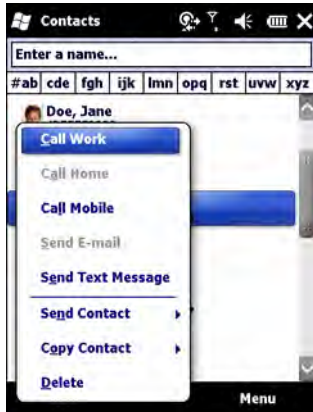 Contacts
Enter a name...
#ab cde fgh ijk lmn opq rst uvw xyz
Doe, Jane
Call Work
Call Home
Call Mobile
Send E-mail
Send Text Message
Send Contact
Copy Contact
Delete
Menu